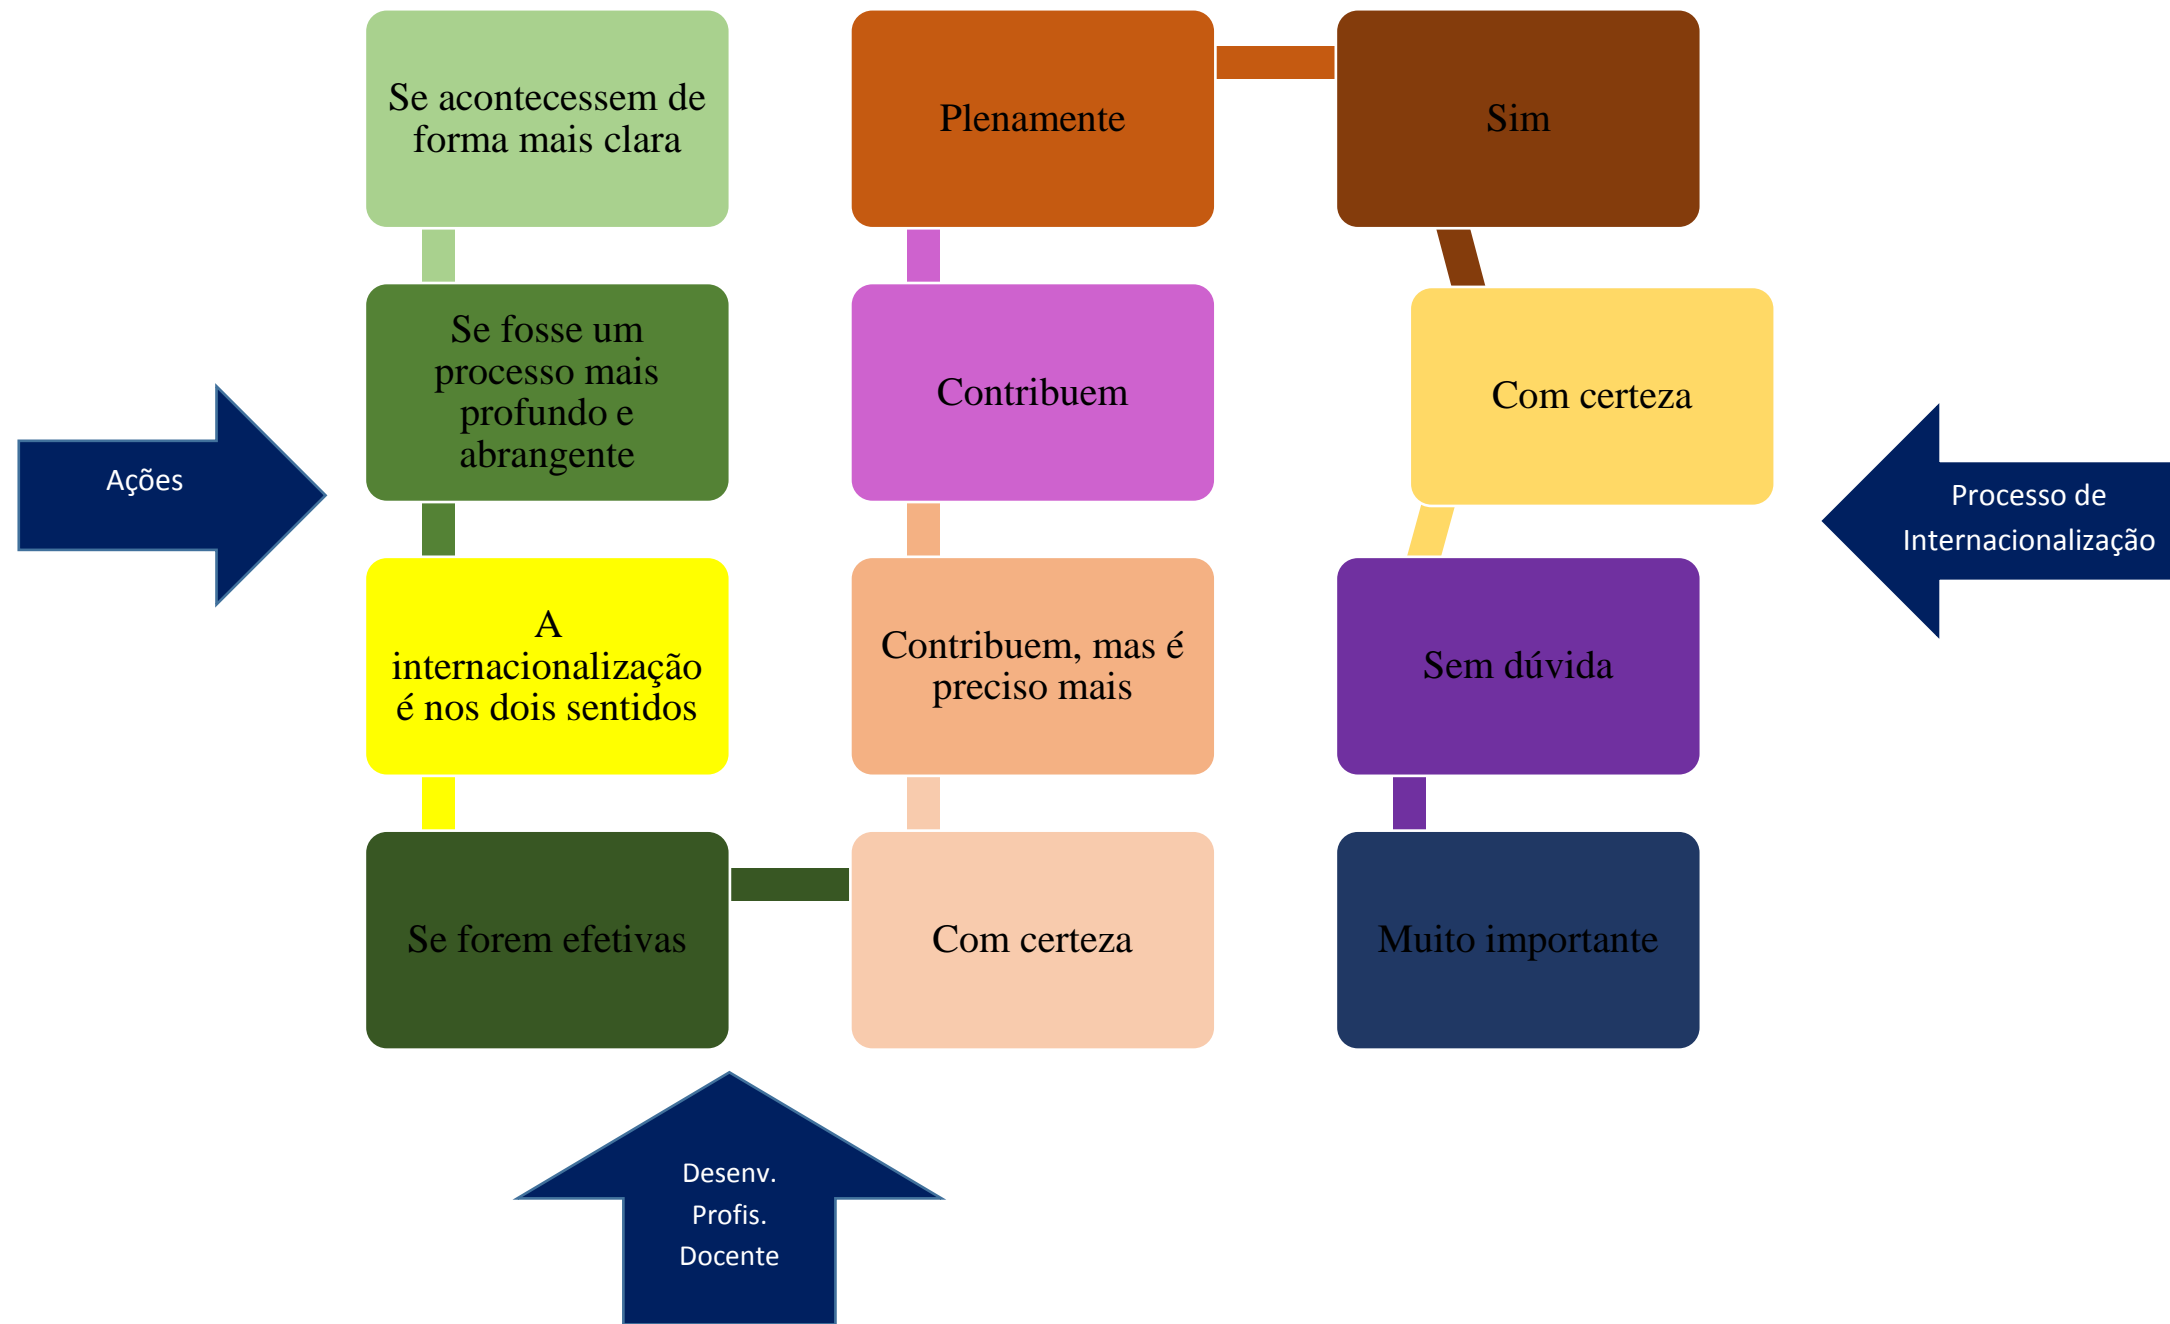 Se acontecessem de
forma mais clara
Se fosse um
processo mais
profundo e
abrangente
A
internacionalização
é nos dois sentidos
Se forem efetivas
Com certeza
Contribuem, mas é
preciso mais
Contribuem
Plenamente
Sim
Com certeza
Sem dúvida
Muito importante
Ações
Processo de
Internacionalização
Desenv.
Profis.
Docente